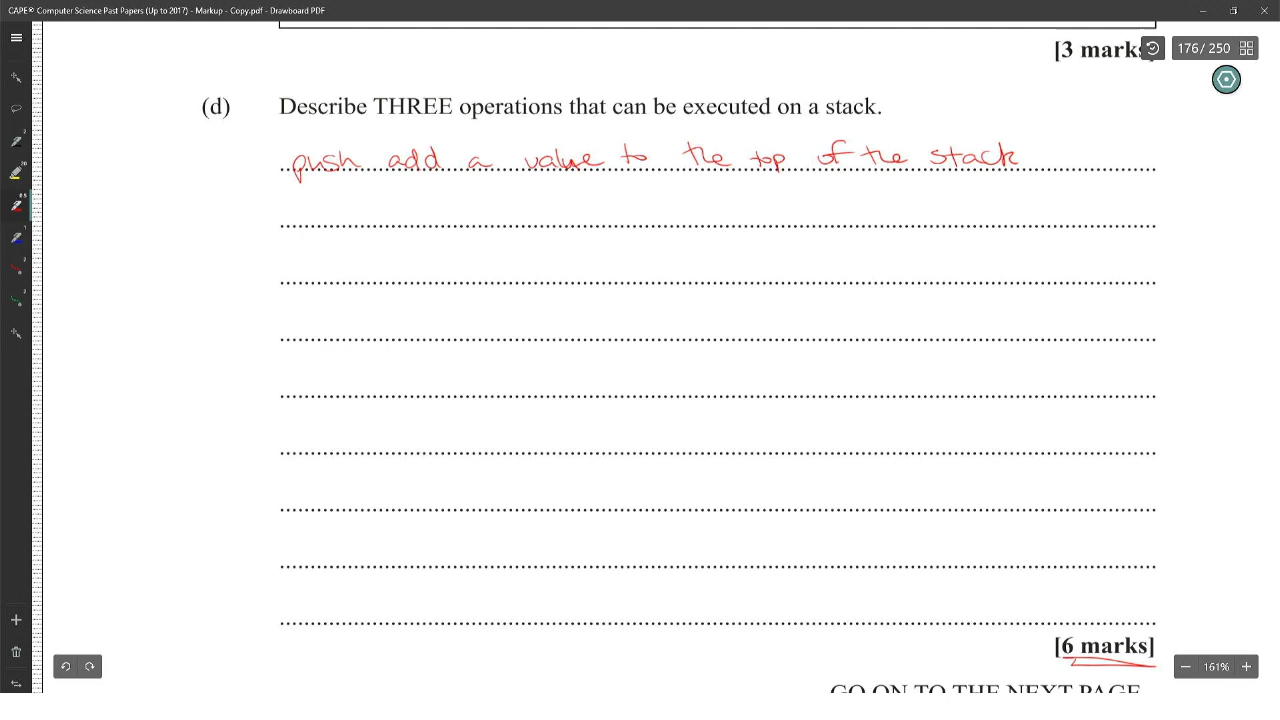 CAPE® Computer Science Past Papers (Up to 2017) - Markup - Copy.pdf - Drawboard PDF
[3 marks]
176 / 250
(d) Describe THREE operations that can be executed on a stack.
push add a value to the top of the stack
[6 marks]
161%
GO ON TO THE NEXT PAGE